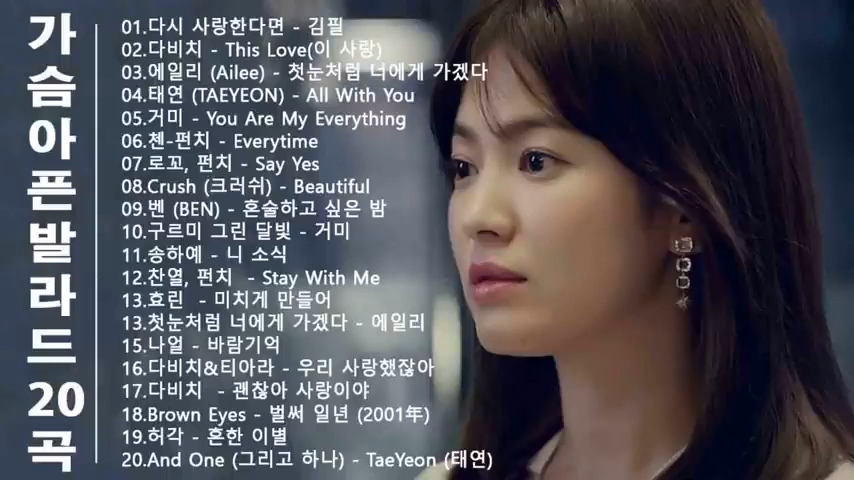 가슴아픈발라드20곡
01.다시 사랑한다면 - 김필
02.다비치 - This Love(이 사랑)
03.에일리 (Ailee) - 첫눈처럼 너에게 가겠다
04.태연 (TAEYEON) - All With You
05.거미 - You Are My Everything
06.첸-펀치 - Everytime
07.로꼬, 펀치 - Say Yes
08.Crush (크러쉬) - Beautiful
09.벤 (BEN) - 혼술하고 싶은 밤
10.구르미 그린 달빛 - 거미
11.송하예 - 니 소식
12.찬열, 펀치  - Stay With Me
13.효린  - 미치게 만들어
13.첫눈처럼 너에게 가겠다 - 에일리
15.나얼 - 바람기억
16.다비치&티아라 - 우리 사랑했잖아
17.다비치  - 괜찮아 사랑이야
18.Brown Eyes - 벌써 일년 (2001年)
19.허각 - 흔한 이별
20.And One (그리고 하나) - TaeYeon (태연)